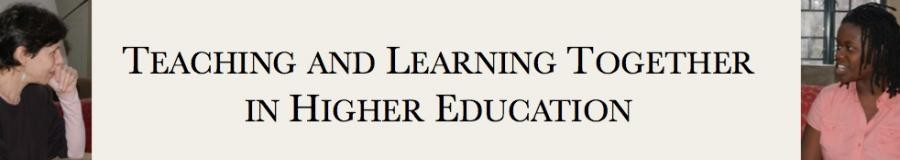 Teaching and Learning Together
in Higher Education